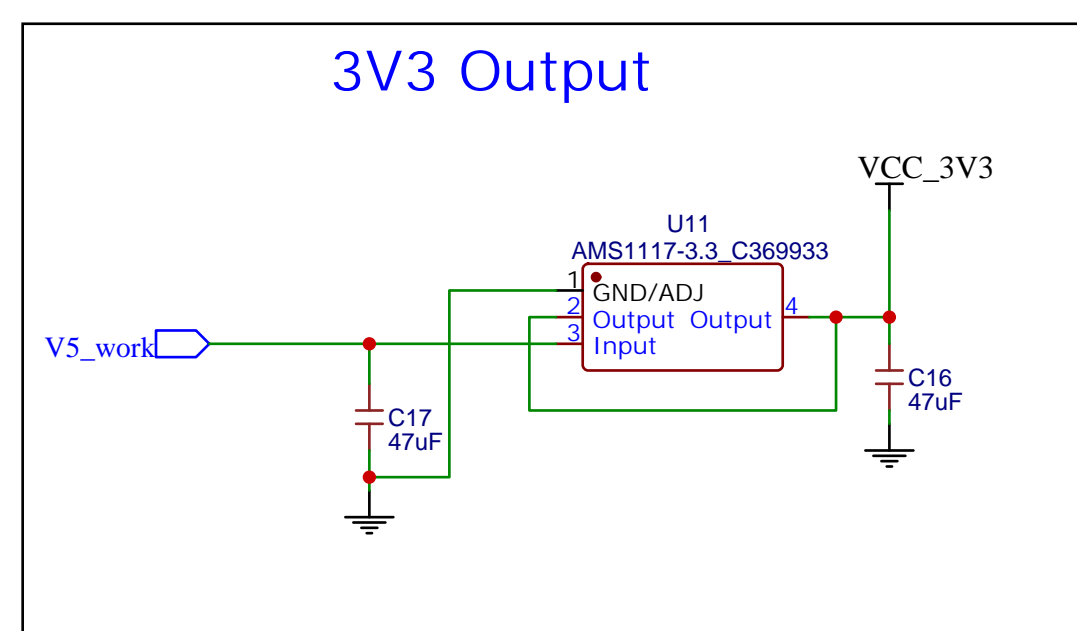 3V3 Output
VCC_3V3
U11
AMS1117-3.3_C369933
1
GND/ADJ
2
Output Output
4
3
Input
V5_work
C16
47uF
C17
47uF